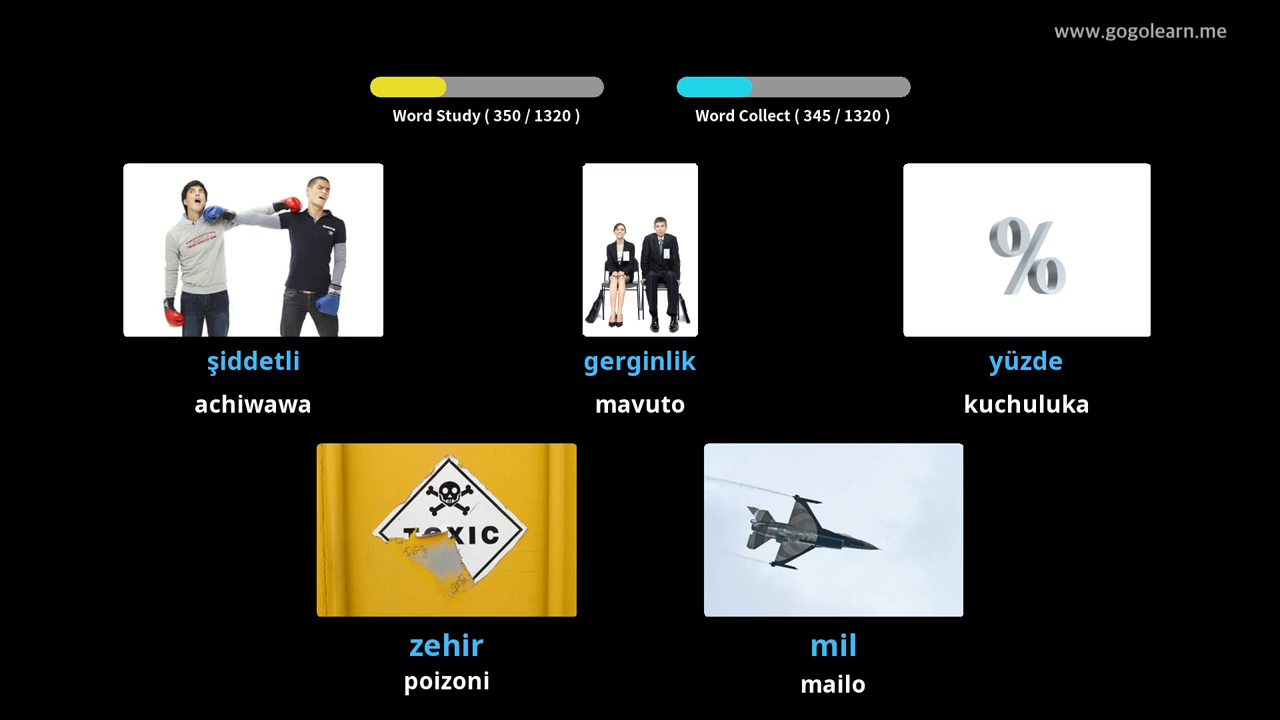 www.gogolearn.me
Word Study ( 350 / 1320 )
Word Collect ( 345 / 1320 )
şiddetli
gerginlik
yüzde
achiwawa
mavuto
kuchuluka
%
TOXIC
zehir
mil
poizoni
mailo